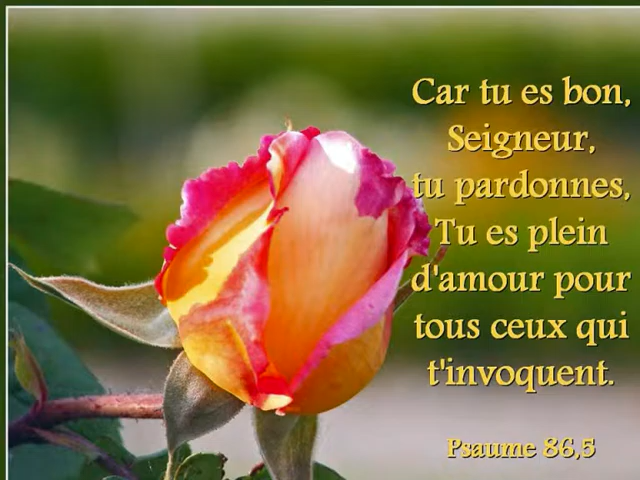 Car tu es bon,
Seigneur,
tu pardonnes,
Tu es plein
d'amour pour
tous ceux qui
t'invoquent.
Psaume 86,5